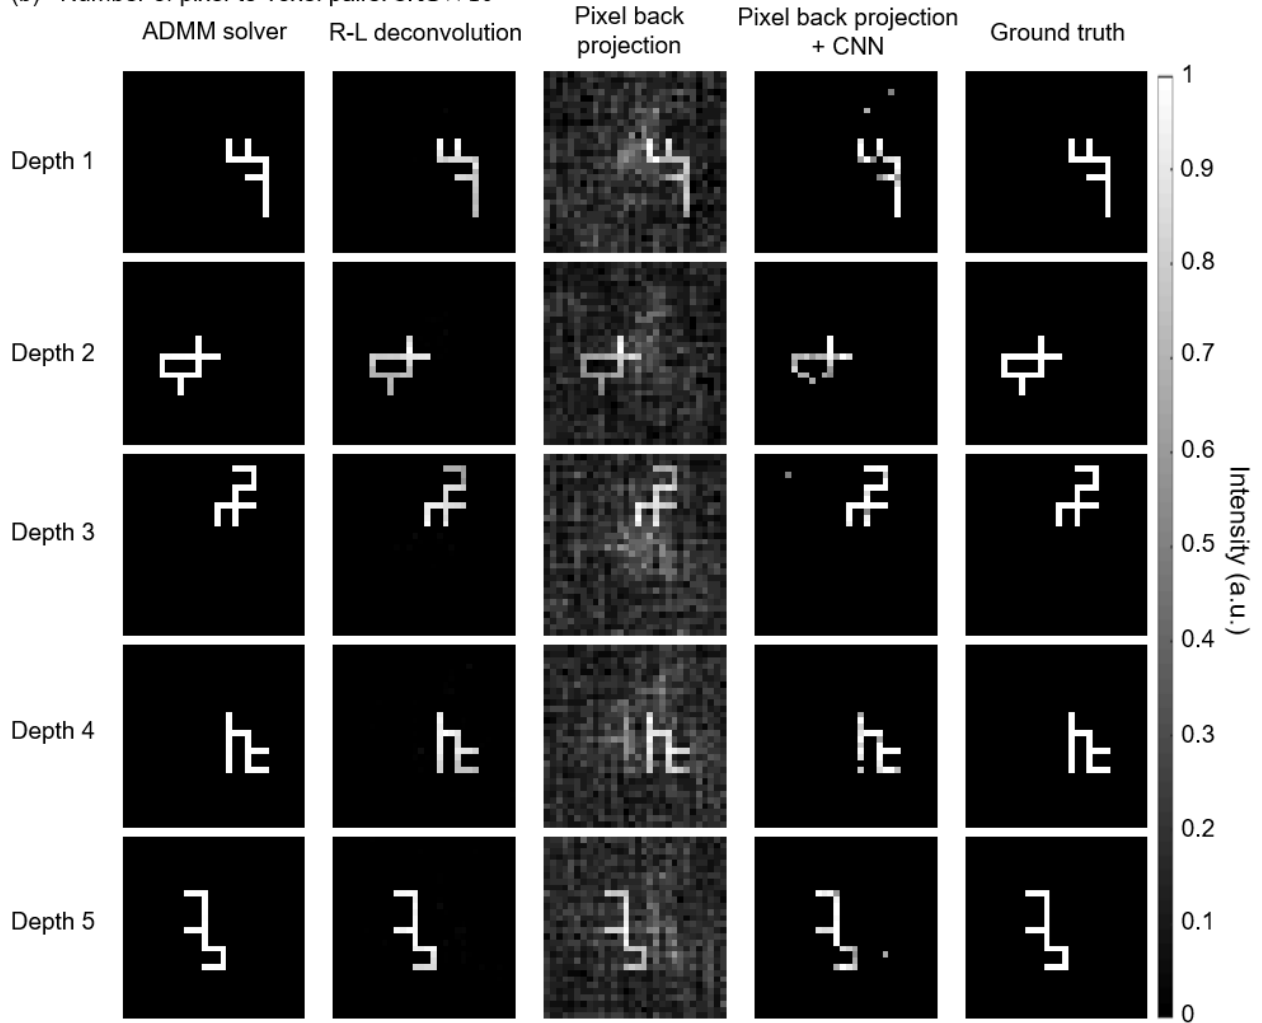 ADMM solver
R-L deconvolution
Pixel back
projection
Pixel back projection
+ CNN
Ground truth
Depth 1
Depth 2
Depth 3
Depth 4
Depth 5
1
0.9
0.8
0.7
0.6
0.5
0.4
0.3
0.2
0.1
0
Intensity (a.u.)